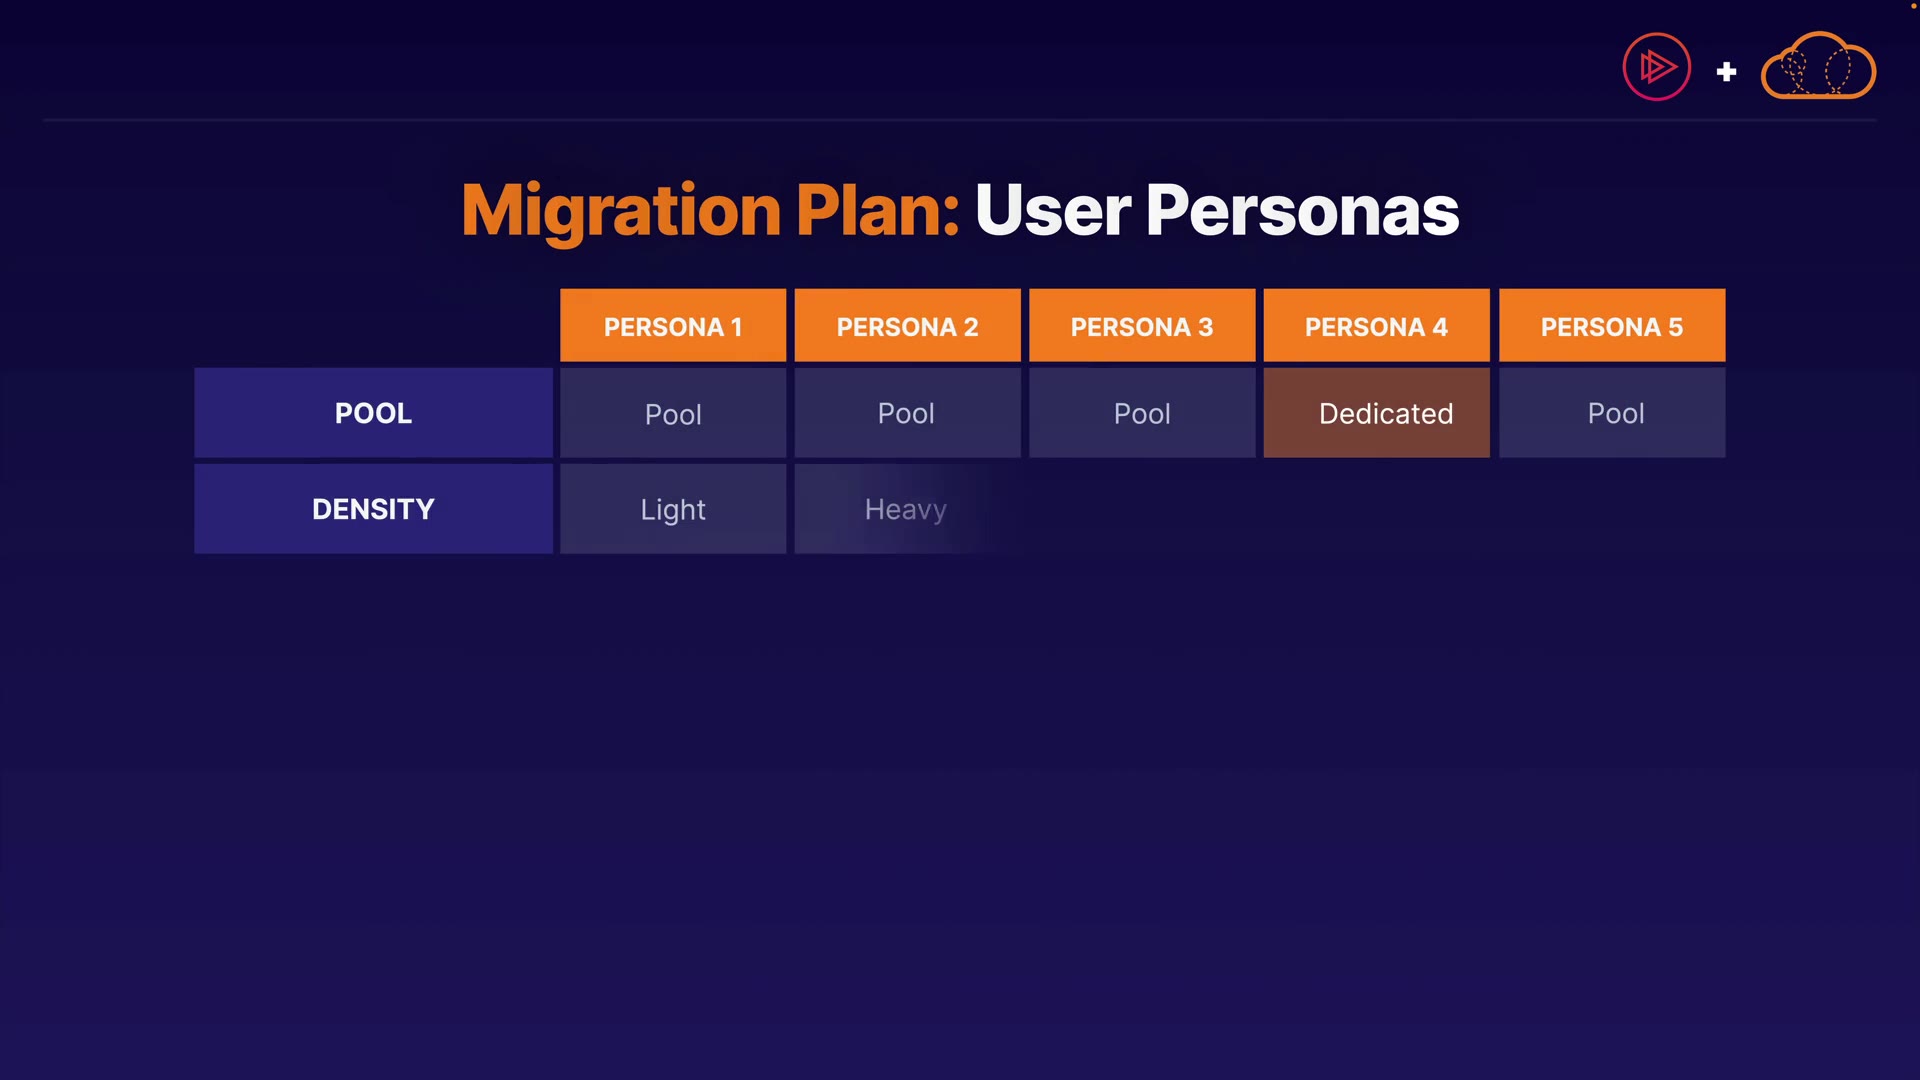 Migration Plan: User Personas
PERSONA 1 PERSONA 2 PERSONA 3 PERSONA 4 PERSONA 5
POOL Pool Pool Pool Dedicated Pool
DENSITY Light Heavy